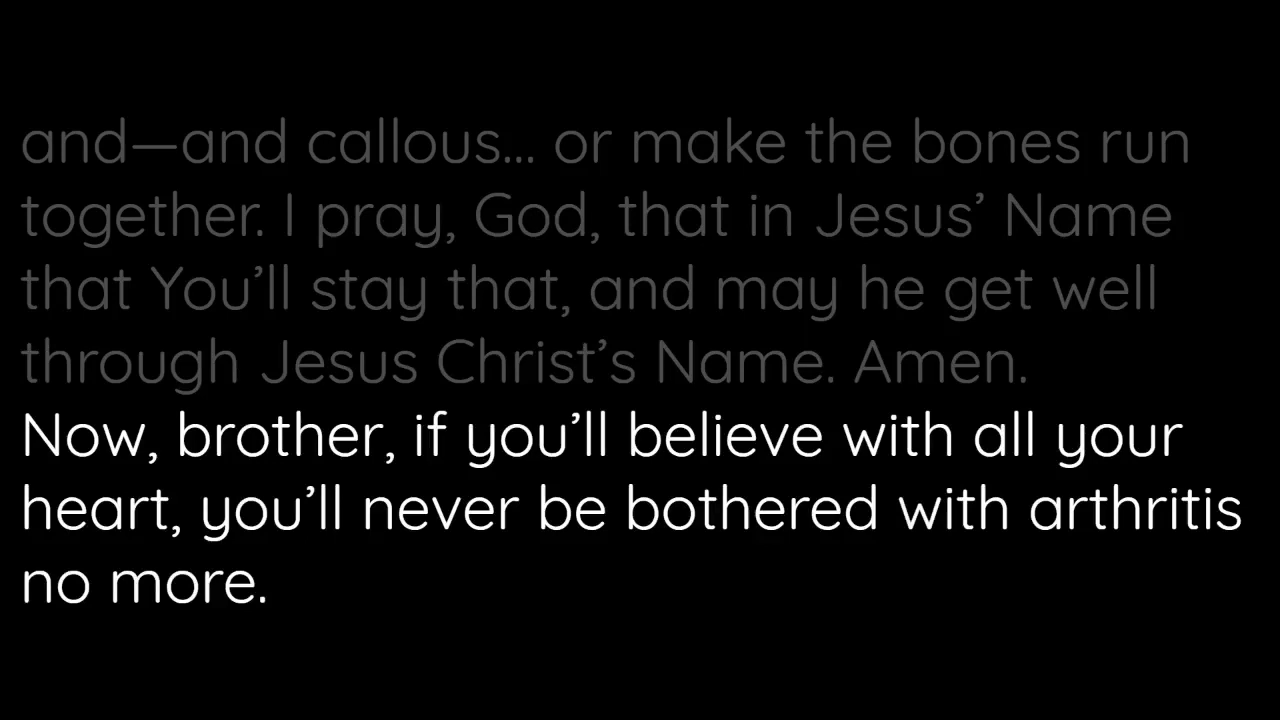 and—and callous... or make the bones run
together. I pray, God, that in Jesus’ Name
that You’ll stay that, and may he get well
through Jesus Christ’s Name. Amen.
Now, brother, if you’ll believe with all your
heart, you’ll never be bothered with arthritis
no more.